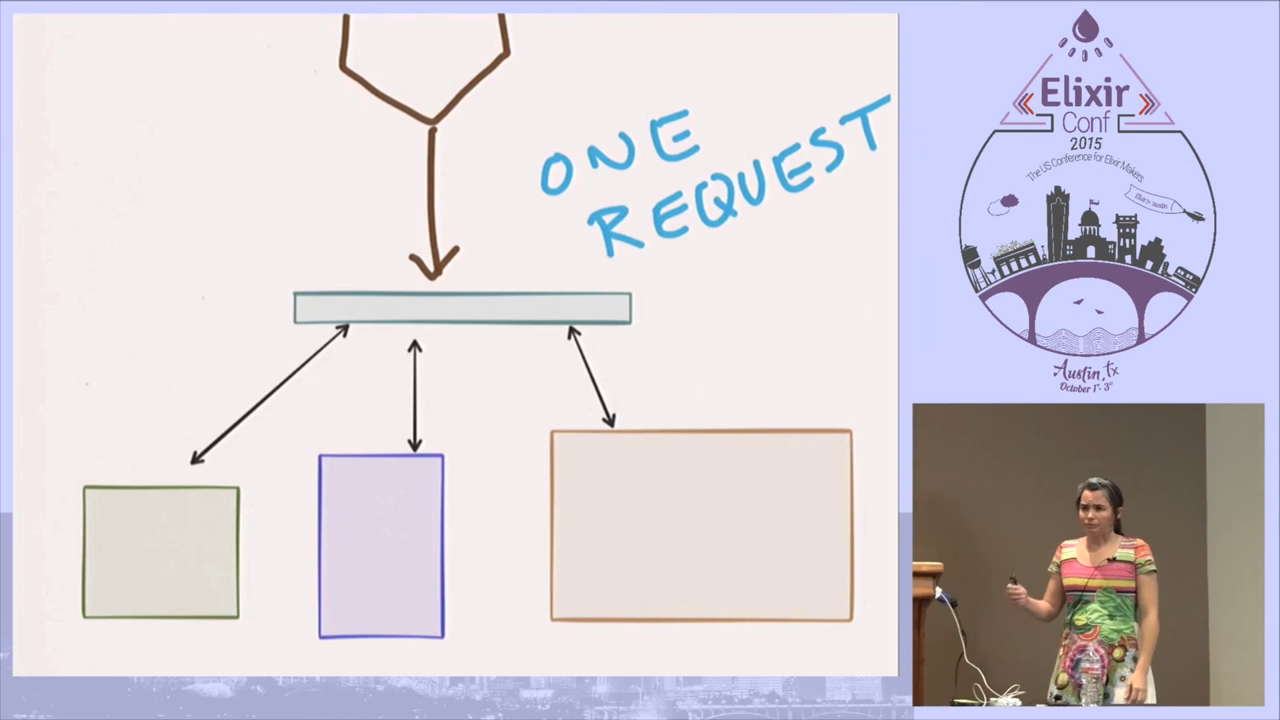 ONE
REQUEST
Elixir
Conf
2015
The US Conference for Elixir Makers
Austin, Tx
October 1st - 3rd